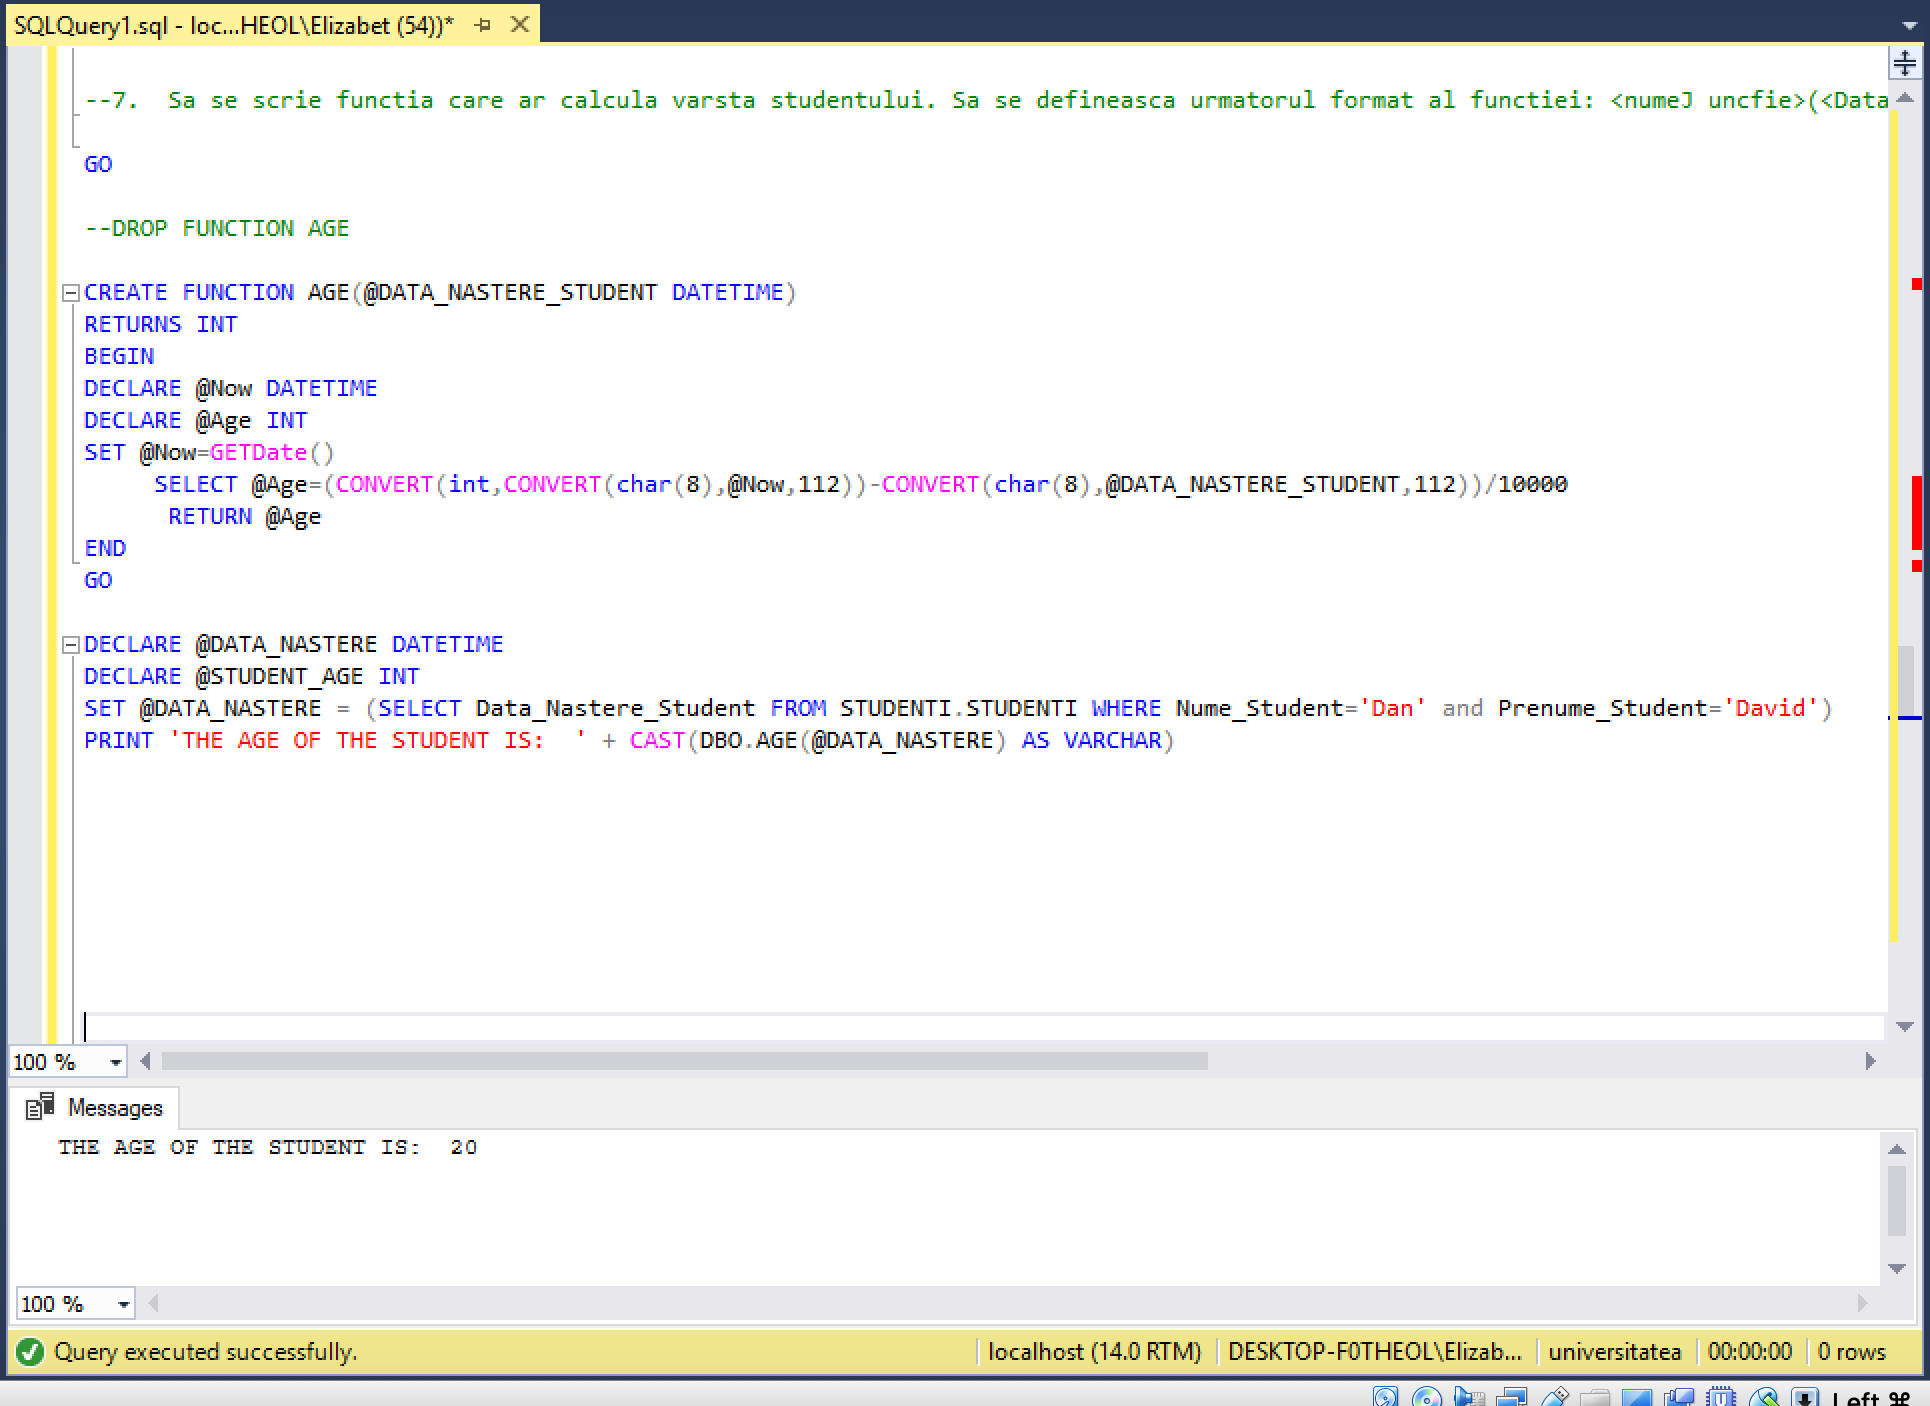 SQLQuery1.sql - loc...HEOL\Elizabet (54))*
--7.  Sa se scrie functia care ar calcula varsta studentului. Sa se defineasca urmatorul format al functiei: <numeJ uncfie>(<Data
GO
--DROP FUNCTION AGE
CREATE FUNCTION AGE(@DATA_NASTERE_STUDENT DATETIME)
RETURNS INT
BEGIN
DECLARE @Now DATETIME
DECLARE @Age INT
SET @Now=GETDate()
SELECT @Age=(CONVERT(int,CONVERT(char(8),@Now,112))-CONVERT(char(8),@DATA_NASTERE_STUDENT,112))/10000
RETURN @Age
END
GO
DECLARE @DATA_NASTERE DATETIME
DECLARE @STUDENT_AGE INT
SET @DATA_NASTERE = (SELECT Data_Nastere_Student FROM STUDENTI.STUDENTI WHERE Nume_Student='Dan' and Prenume_Student='David')
PRINT 'THE AGE OF THE STUDENT IS:  ' + CAST(DBO.AGE(@DATA_NASTERE) AS VARCHAR)
100 %
Messages
THE AGE OF THE STUDENT IS:  20
100 %
Query executed successfully. localhost (14.0 RTM) DESKTOP-F0THEOL\Elizab... universitatea 00:00:00 0 rows
Left ⌘